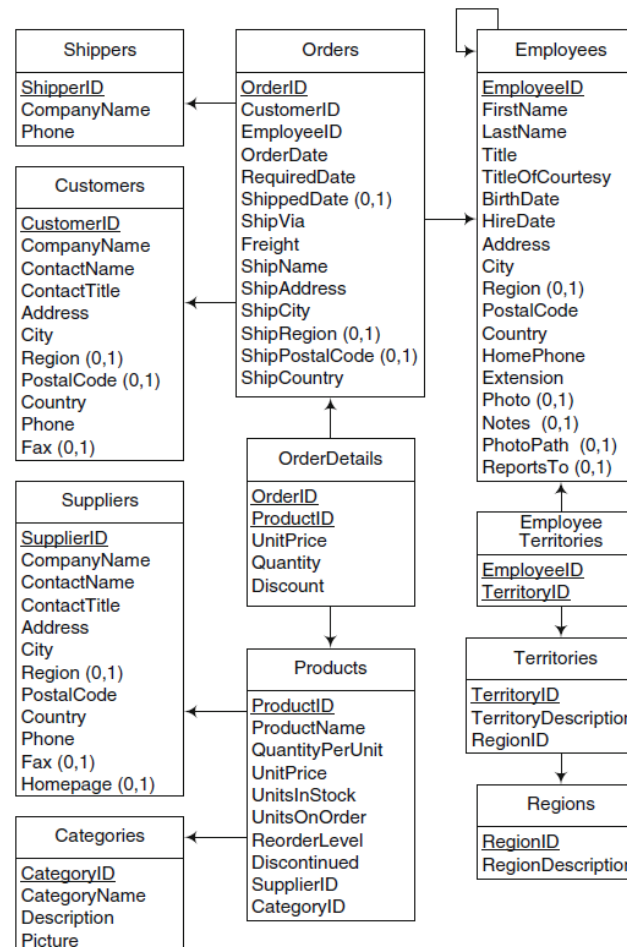 Shippers
ShipperID
CompanyName
Phone
Customers
CustomerID
CompanyName
ContactName
ContactTitle
Address
City
Region (0,1)
PostalCode (0,1)
Country
Phone
Fax (0,1)
Suppliers
SupplierID
CompanyName
ContactName
ContactTitle
Address
City
Region (0,1)
PostalCode
Country
Phone
Fax (0,1)
Homepage (0,1)
Categories
CategoryID
CategoryName
Description
Picture
Orders
OrderID
CustomerID
EmployeeID
OrderDate
RequiredDate
ShippedDate (0,1)
ShipVia
Freight
ShipName
ShipAddress
ShipCity
ShipRegion (0,1)
ShipPostalCode (0,1)
ShipCountry
OrderDetails
OrderID
ProductID
UnitPrice
Quantity
Discount
Products
ProductID
ProductName
QuantityPerUnit
UnitPrice
UnitsInStock
UnitsOnOrder
ReorderLevel
Discontinued
SupplierID
CategoryID
Employees
EmployeeID
FirstName
LastName
Title
TitleOfCourtesy
BirthDate
HireDate
Address
City
Region (0,1)
PostalCode
Country
HomePhone
Extension
Photo (0,1)
Notes (0,1)
PhotoPath (0,1)
ReportsTo (0,1)
Employee
Territories
EmployeeID
TerritoryID
Territories
TerritoryID
TerritoryDescription
RegionID
Regions
RegionID
RegionDescription